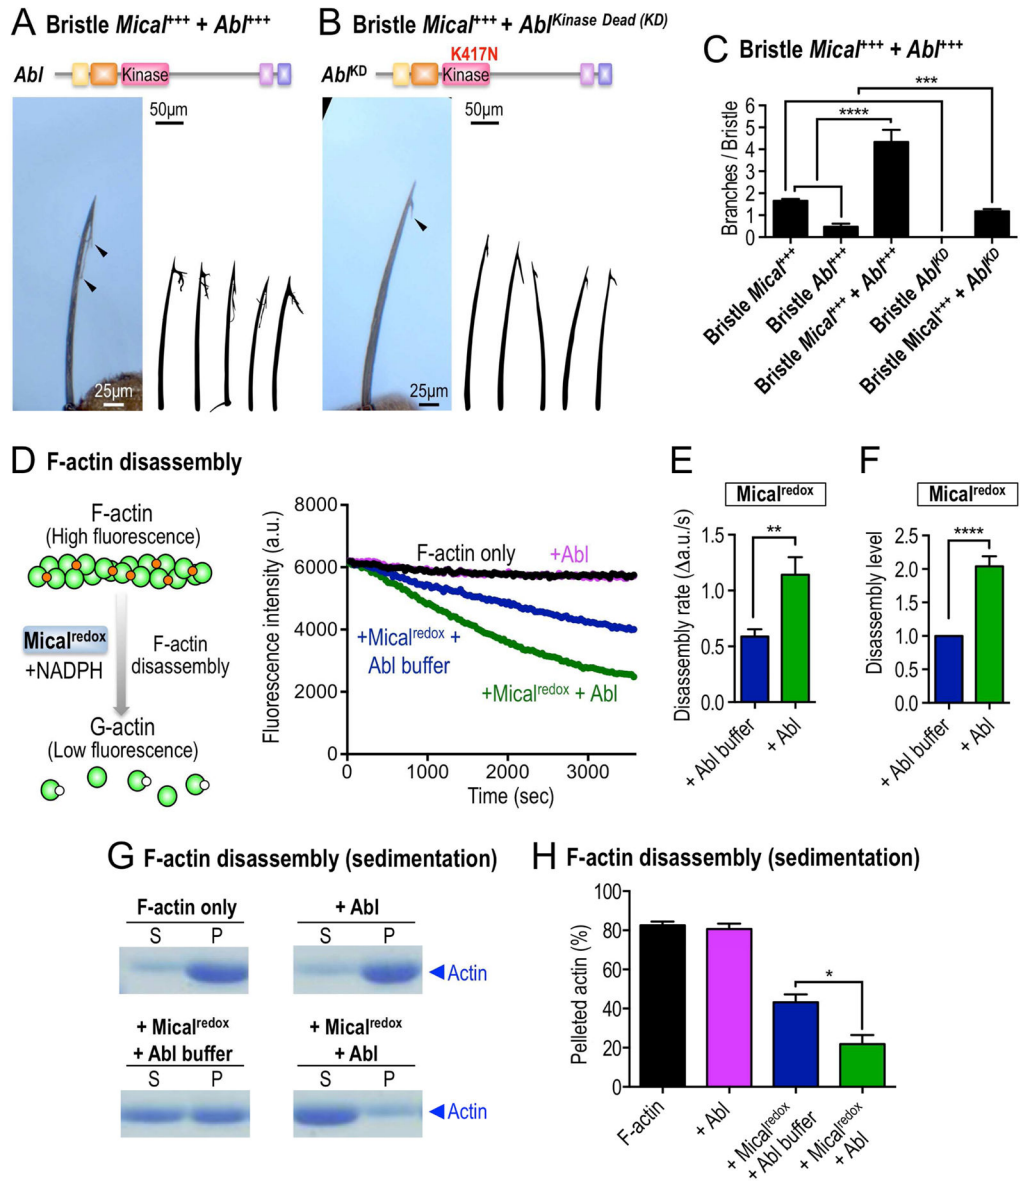 A Bristle Mical+++ + Abl+++
Abl Kinase
50μm
25μm
B Bristle Mical+++ + AblKinase Dead (KD)
K417N
AblKD Kinase
50μm
25μm
C Bristle Mical+++ + Abl+++
***
****
Branches / Bristle
6
5
4
3
2
1
0
Bristle Mical+++
Bristle Abl+++
Bristle Mical+++ + Abl+++
Bristle AblKD
Bristle Mical+++ + AblKD
D F-actin disassembly
F-actin
(High fluorescence)
Micalredox
+NADPH
F-actin
disassembly
G-actin
(Low fluorescence)
Fluorescence intensity (a.u.)
8000
6000
4000
2000
0
F-actin only
+Abl
+Micalredox +
Abl buffer
+Micalredox + Abl
0 1000 2000 3000
Time (sec)
E
Micalredox
Disassembly rate (Δa.u./s)
1.5
1.0
0.5
0.0
**
+ Abl buffer
+ Abl
F
Micalredox
Disassembly level
2.5
2.0
1.5
1.0
0.5
0.0
****
+ Abl buffer
+ Abl
G F-actin disassembly (sedimentation)
F-actin only
S P
+ Abl
S P
Actin
+ Micalredox
+ Abl buffer
S P
+ Micalredox
+ Abl
S P
Actin
H F-actin disassembly (sedimentation)
Pelleted actin (%)
100
80
60
40
20
0
*
F-actin
+ Abl
+ Micalredox
+ Abl buffer
+ Micalredox
+ Abl